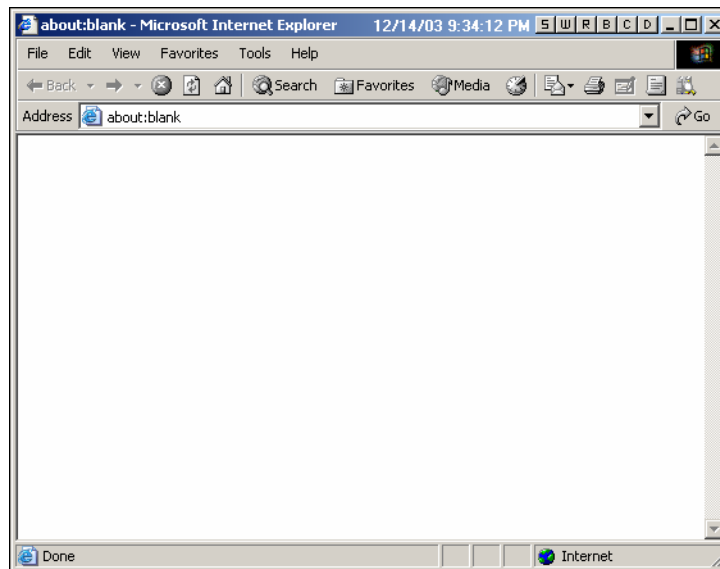 about:blank - Microsoft Internet Explorer 12/14/03 9:34:12 PM S W R B C D
File Edit View Favorites Tools Help
Back Search Favorites Media
Address about:blank Go
Done Internet